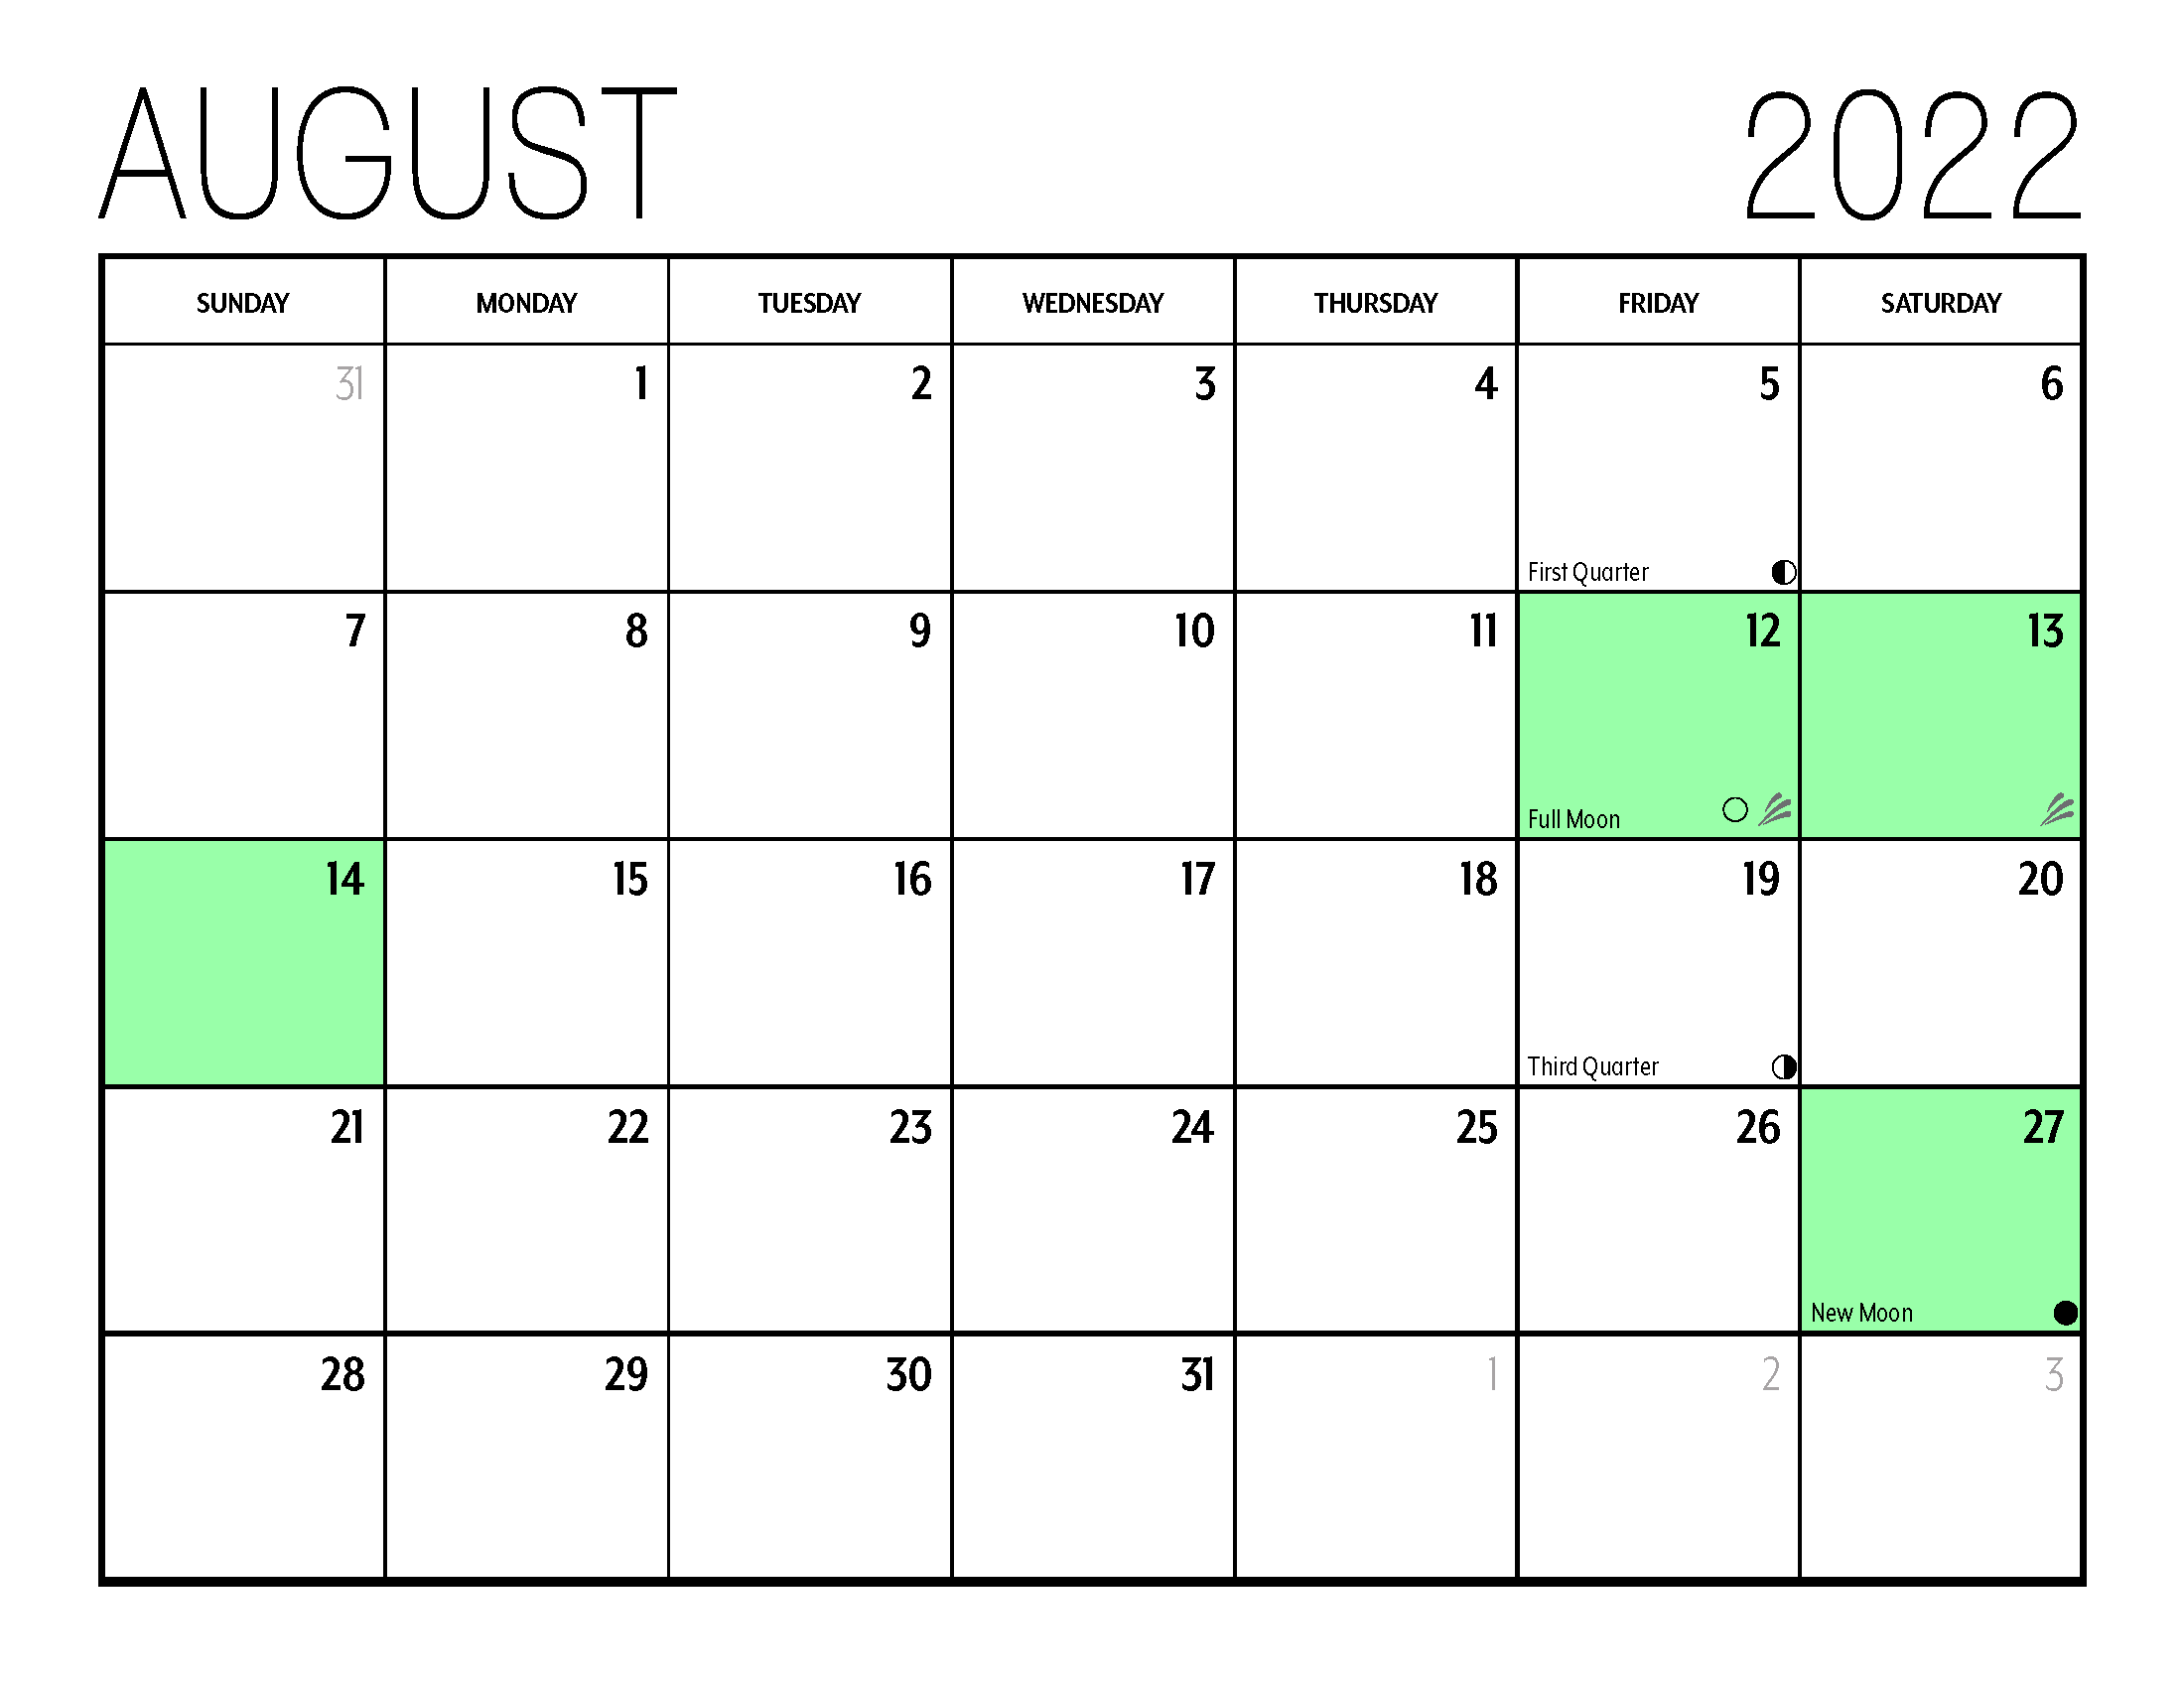 AUGUST 2022
SUNDAY MONDAY TUESDAY WEDNESDAY THURSDAY FRIDAY SATURDAY
31 1 2 3 4 5 6
First Quarter
7 8 9 10 11 12 13
Full Moon
14 15 16 17 18 19 20
Third Quarter
21 22 23 24 25 26 27
New Moon
28 29 30 31 1 2 3